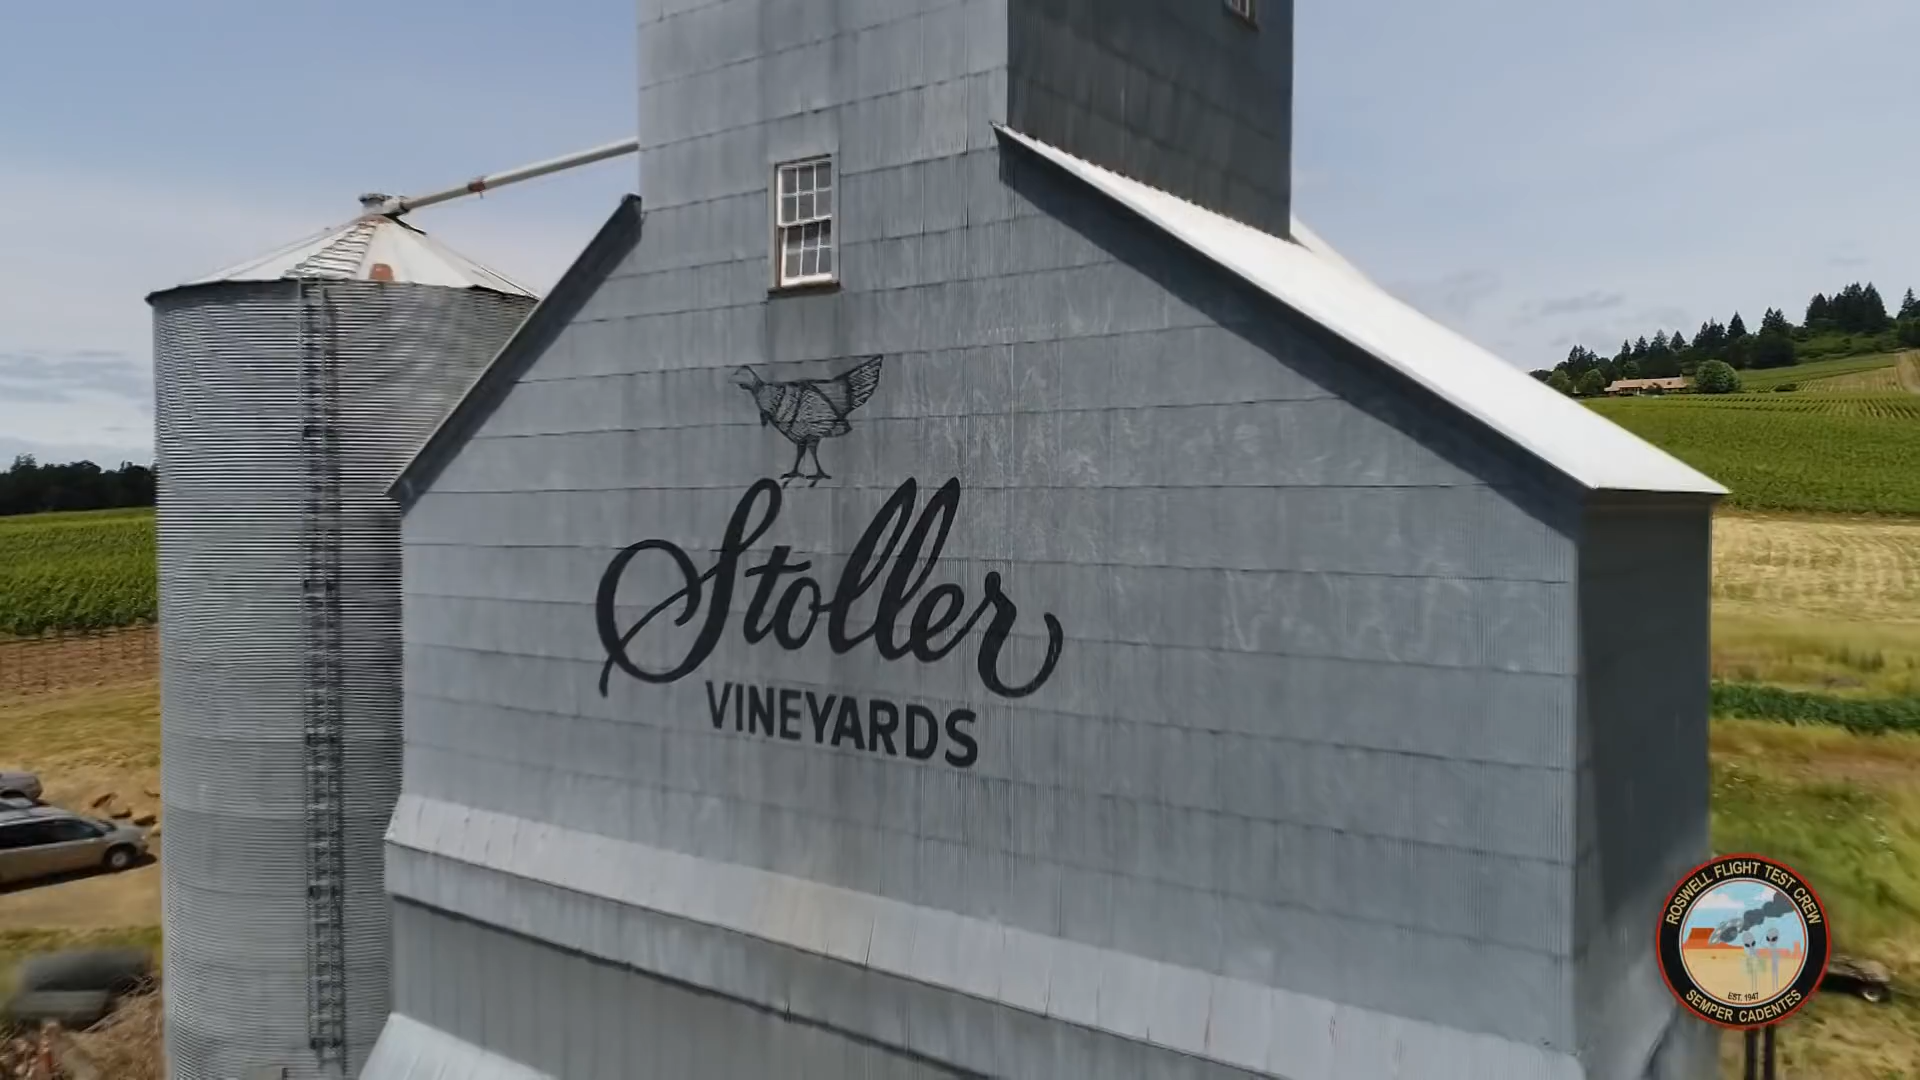 Stoller
VINEYARDS
ROSWELL FLIGHT TEST CREW
EST. 1947
SEMPER CADENTES